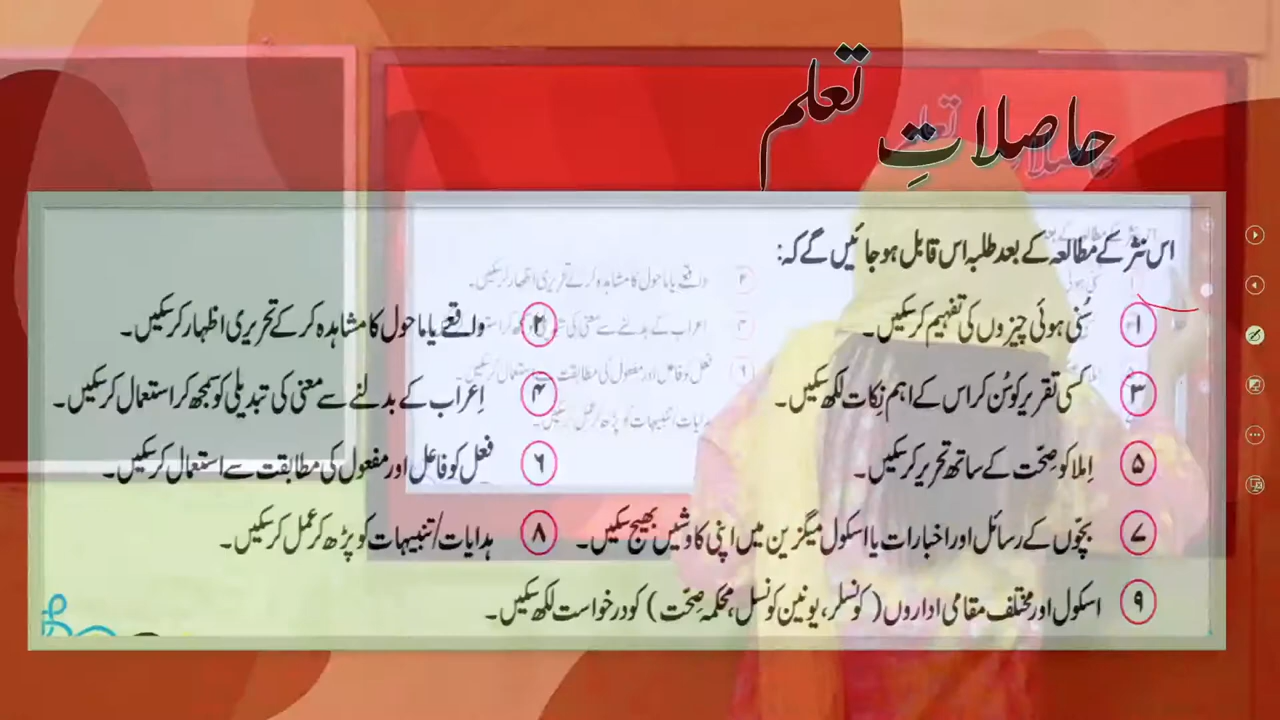 حاصلاتِ تعلم
اس نثر کے مطالعہ کے بعد طلبہ اس قابل ہو جائیں گے کہ:
۱ سُنی ہوئی چیزوں کی تفہیم کر سکیں۔
۲ واقعے یا ماحول کا مشاہدہ کر کے تحریری اظہار کر سکیں۔
۳ کسی تقریر کو سُن کر اس کے اہم نِکات لکھ سکیں۔
۴ اِعراب کے بدلنے سے معنی کی تبدیلی کو سمجھ کر استعمال کر سکیں۔
۵ اِملا کو صِحّت کے ساتھ تحریر کر سکیں۔
۶ فعل کو فاعل اور مفعول کی مطابقت سے استعمال کر سکیں۔
۷ بچّوں کے رسائل اور اخبارات یا اسکول میگزین میں اپنی کاوشیں بھیج سکیں۔
۸ ہدایات/تنبیہات کو پڑھ کر عمل کر سکیں۔
۹ اسکول اور مختلف مقامی اداروں (کونسلر، یونین کونسل، محکمہ صِحّت) کو درخواست لکھ سکیں۔